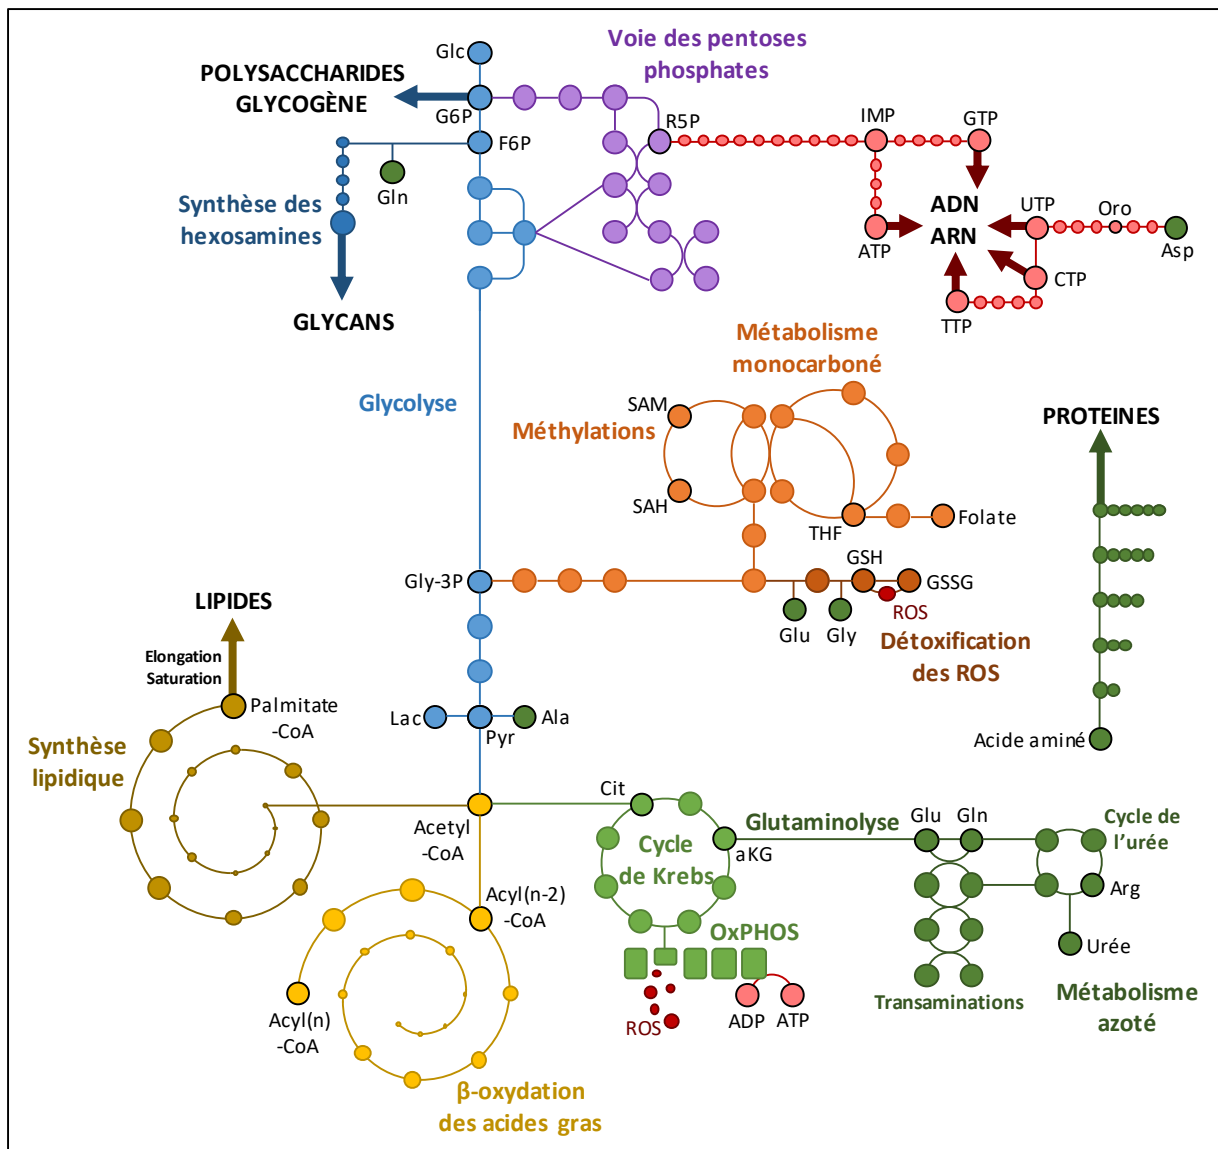 Glc
Voie des pentoses
phosphates
POLYSACCHARIDES
GLYCOGÈNE
G6P
F6P
R5P
IMP
GTP
Gln
Synthèse des
hexosamines
GLYCANS
ADN
ARN
ATP
UTP
Oro
Asp
CTP
TTP
Glycolyse
Métabolisme
monocarboné
SAM
Méthylations
SAH
THF
Folate
PROTEINES
Gly-3P
GSH
GSSG
ROS
Glu
Gly
Détoxification
des ROS
LIPIDES
Elongation
Saturation
Palmitate
-CoA
Synthèse
lipidique
Lac
Pyr
Ala
Acide aminé
Acetyl
-CoA
Cit
Cycle
de Krebs
aKG
Glutaminolyse
Glu
Gln
Cycle de
l’urée
Arg
Urée
Acyl(n-2)
-CoA
OxPHOS
Acyl(n)
-CoA
ROS
ADP
ATP
Transaminations
Métabolisme
azoté
β-oxydation
des acides gras